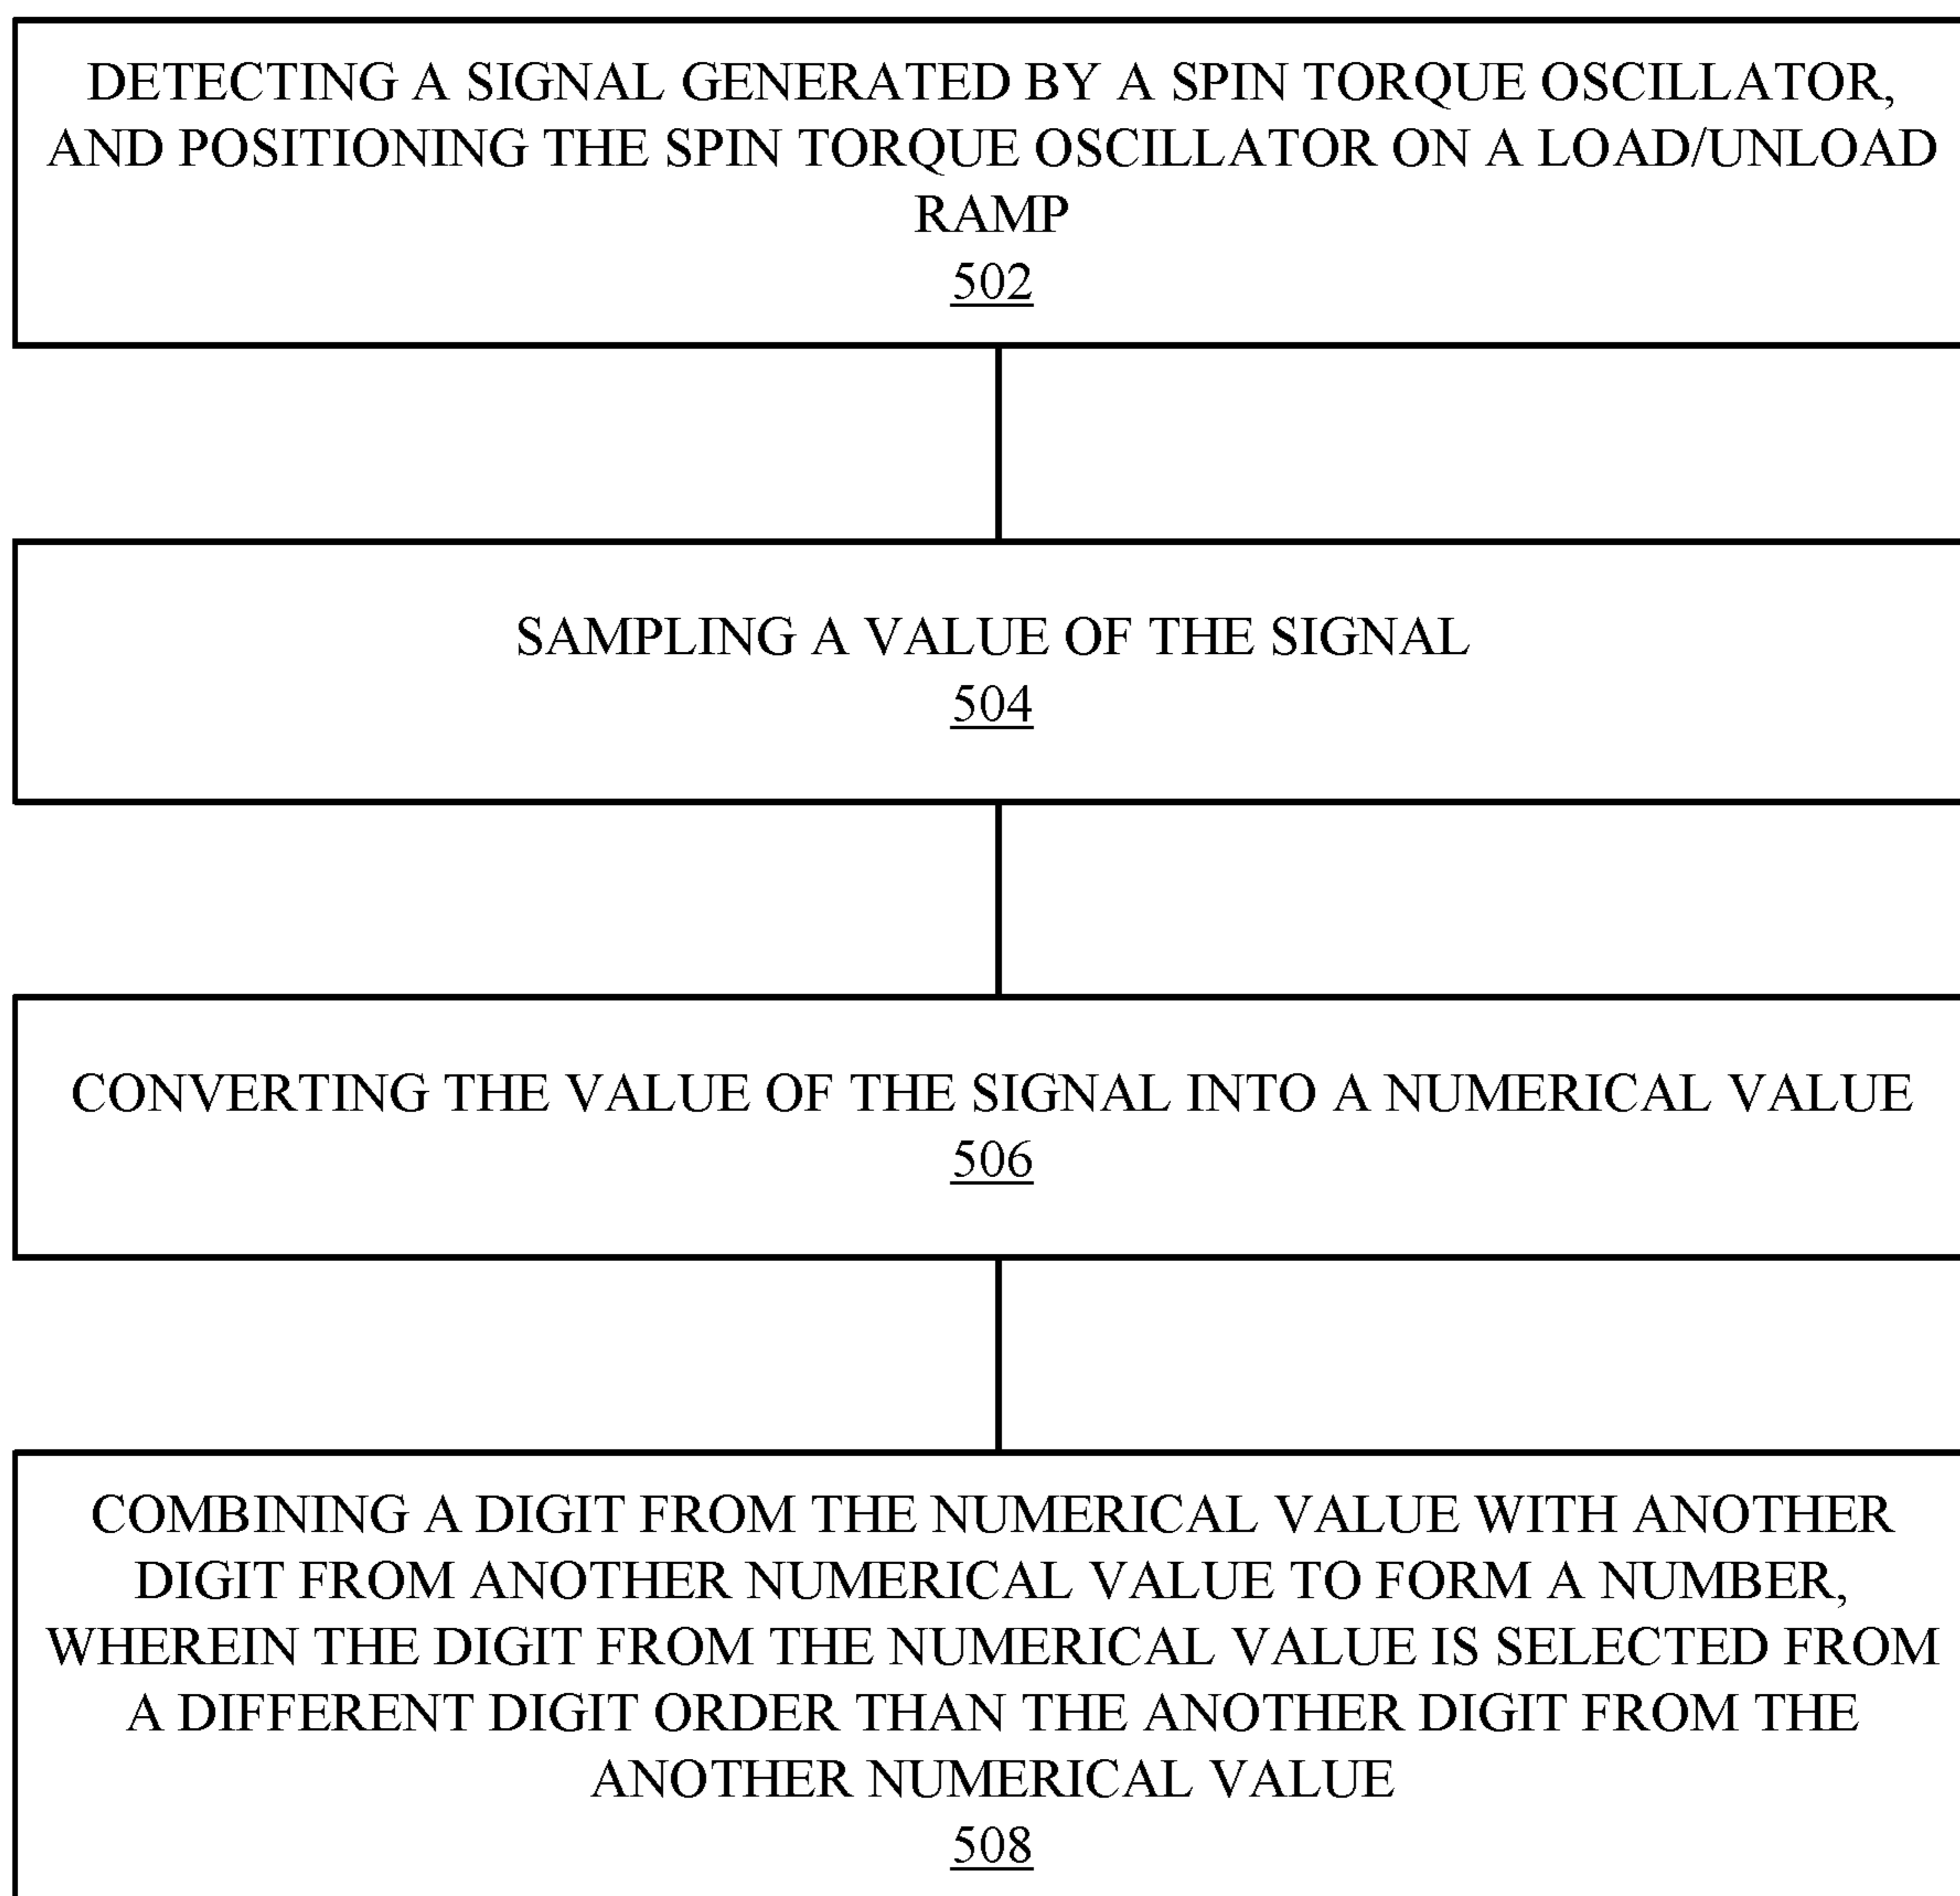 DETECTING A SIGNAL GENERATED BY A SPIN TORQUE OSCILLATOR,
AND POSITIONING THE SPIN TORQUE OSCILLATOR ON A LOAD/UNLOAD
RAMP
502
SAMPLING A VALUE OF THE SIGNAL
504
CONVERTING THE VALUE OF THE SIGNAL INTO A NUMERICAL VALUE
506
COMBINING A DIGIT FROM THE NUMERICAL VALUE WITH ANOTHER
DIGIT FROM ANOTHER NUMERICAL VALUE TO FORM A NUMBER,
WHEREIN THE DIGIT FROM THE NUMERICAL VALUE IS SELECTED FROM
A DIFFERENT DIGIT ORDER THAN THE ANOTHER DIGIT FROM THE
ANOTHER NUMERICAL VALUE
508